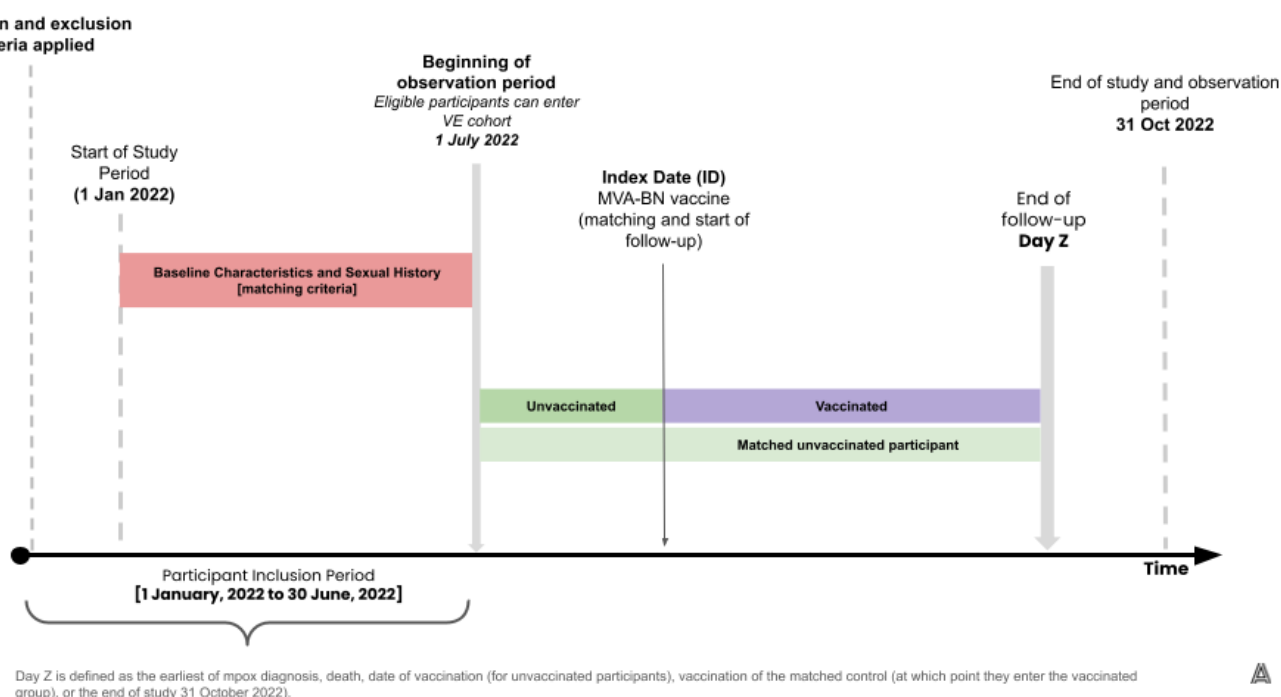 n and exclusion
eria applied
Beginning of
observation period
Eligible participants can enter
VE cohort
1 July 2022
End of study and observation
period
31 Oct 2022
Start of Study
Period
(1 Jan 2022)
Index Date (ID)
MVA-BN vaccine
(matching and start of
follow-up)
End of
follow-up
Day Z
Baseline Characteristics and Sexual History
[matching criteria]
Unvaccinated
Vaccinated
Matched unvaccinated participant
Time
Participant Inclusion Period
[1 January, 2022 to 30 June, 2022]
Day Z is defined as the earliest of mpox diagnosis, death, date of vaccination (for unvaccinated participants), vaccination of the matched control (at which point they enter the vaccinated
group), or the end of study 31 October 2022).